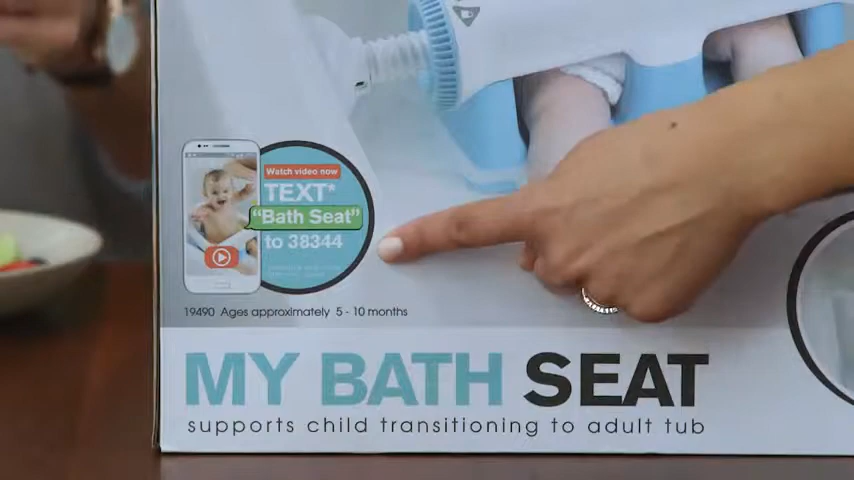 Watch video now
TEXT*
"Bath Seat"
to 38344
19490 Ages approximately 5 - 10 months
MY BATH SEAT
supports child transitioning to adult tub